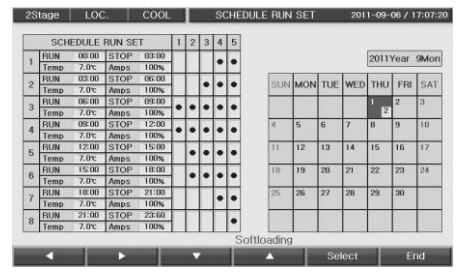 2Stage LOC. COOL SCHEDULE RUN SET 2011-09-06 / 17:07:20
SCHEDULE RUN SET 1 2 3 4 5
1 RUN 00:00 STOP 03:00
Temp 7.0℃ Amps 100%
2 RUN 03:00 STOP 06:00
Temp 7.0℃ Amps 100%
3 RUN 06:00 STOP 09:00
Temp 7.0℃ Amps 100%
4 RUN 09:00 STOP 12:00
Temp 7.0℃ Amps 100%
5 RUN 12:00 STOP 15:00
Temp 7.0℃ Amps 100%
6 RUN 15:00 STOP 18:00
Temp 7.0℃ Amps 100%
7 RUN 18:00 STOP 21:00
Temp 7.0℃ Amps 100%
8 RUN 21:00 STOP 23:60
Temp 7.0℃ Amps 100%
2011Year 9Mon
SUN MON TUE WED THU FRI SAT
1 2 2 3
4 5 6 7 8 9 10
11 12 13 14 15 16 17
18 19 20 21 22 23 24
25 26 27 28 29 30
Softloading
Select End